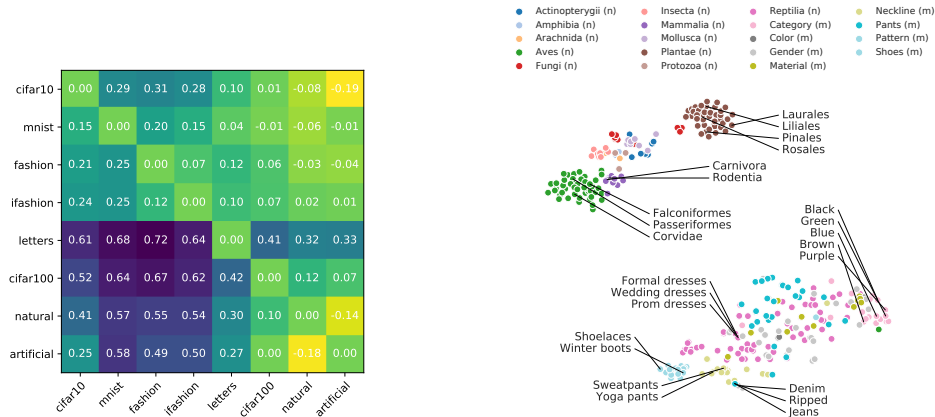 Actinopterygii (n)
Amphibia (n)
Arachnida (n)
Aves (n)
Fungi (n)
Insecta (n)
Mammalia (n)
Mollusca (n)
Plantae (n)
Protozoa (n)
Reptilia (n)
Category (m)
Color (m)
Gender (m)
Material (m)
Neckline (m)
Pants (m)
Pattern (m)
Shoes (m)
cifar10 0.00 0.29 0.31 0.28 0.10 0.01 -0.08 -0.19
mnist 0.15 0.00 0.20 0.15 0.04 -0.01 -0.06 -0.01
fashion 0.21 0.25 0.00 0.07 0.12 0.06 -0.03 -0.04
ifashion 0.24 0.25 0.12 0.00 0.10 0.07 0.02 0.01
letters 0.61 0.68 0.72 0.64 0.00 0.41 0.32 0.33
cifar100 0.52 0.64 0.67 0.62 0.42 0.00 0.12 0.07
natural 0.41 0.57 0.55 0.54 0.30 0.10 0.00 -0.14
artificial 0.25 0.58 0.49 0.50 0.27 0.00 -0.18 0.00
cifar10 mnist fashion ifashion letters cifar100 natural artificial
Laurales
Liliales
Pinales
Rosales
Carnivora
Rodentia
Falconiformes
Passeriformes
Corvidae
Black
Green
Blue
Brown
Purple
Formal dresses
Wedding dresses
Prom dresses
Shoelaces
Winter boots
Sweatpants
Yoga pants
Denim
Ripped
Jeans